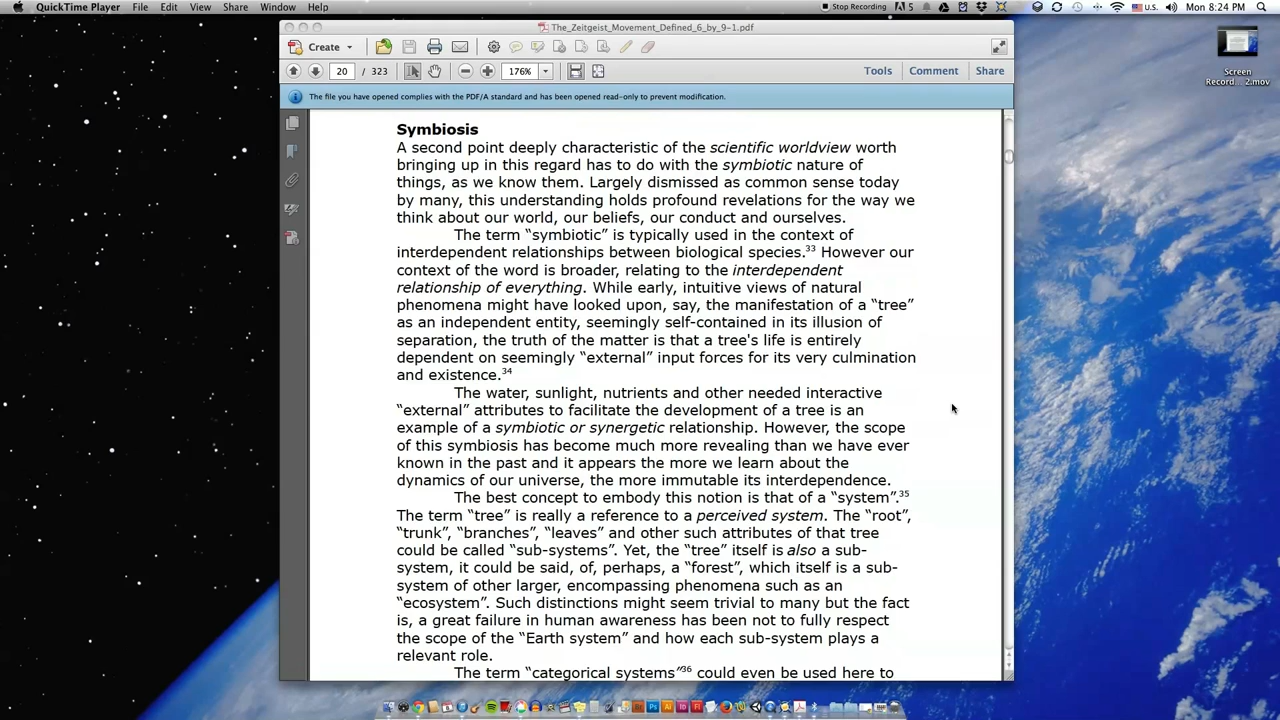 QuickTime Player File Edit View Share Window Help Stop Recording 5 U.S. Mon 8:24 PM
The_Zeitgeist_Movement_Defined_6_by_9-1.pdf
Create
20 / 323 176% Tools Comment Share
The file you have opened complies with the PDF/A standard and has been opened read-only to prevent modification.
Screen
Record... 2.mov
Symbiosis
A second point deeply characteristic of the scientific worldview worth
bringing up in this regard has to do with the symbiotic nature of
things, as we know them. Largely dismissed as common sense today
by many, this understanding holds profound revelations for the way we
think about our world, our beliefs, our conduct and ourselves.
The term “symbiotic” is typically used in the context of
interdependent relationships between biological species.33 However our
context of the word is broader, relating to the interdependent
relationship of everything. While early, intuitive views of natural
phenomena might have looked upon, say, the manifestation of a “tree”
as an independent entity, seemingly self-contained in its illusion of
separation, the truth of the matter is that a tree's life is entirely
dependent on seemingly “external” input forces for its very culmination
and existence.34
The water, sunlight, nutrients and other needed interactive
“external” attributes to facilitate the development of a tree is an
example of a symbiotic or synergetic relationship. However, the scope
of this symbiosis has become much more revealing than we have ever
known in the past and it appears the more we learn about the
dynamics of our universe, the more immutable its interdependence.
The best concept to embody this notion is that of a “system”.35
The term “tree” is really a reference to a perceived system. The “root”,
“trunk”, “branches”, “leaves” and other such attributes of that tree
could be called “sub-systems”. Yet, the “tree” itself is also a sub-
system, it could be said, of, perhaps, a “forest”, which itself is a sub-
system of other larger, encompassing phenomena such as an
“ecosystem”. Such distinctions might seem trivial to many but the fact
is, a great failure in human awareness has been not to fully respect
the scope of the “Earth system” and how each sub-system plays a
relevant role.
The term “categorical systems”36 could even be used here to